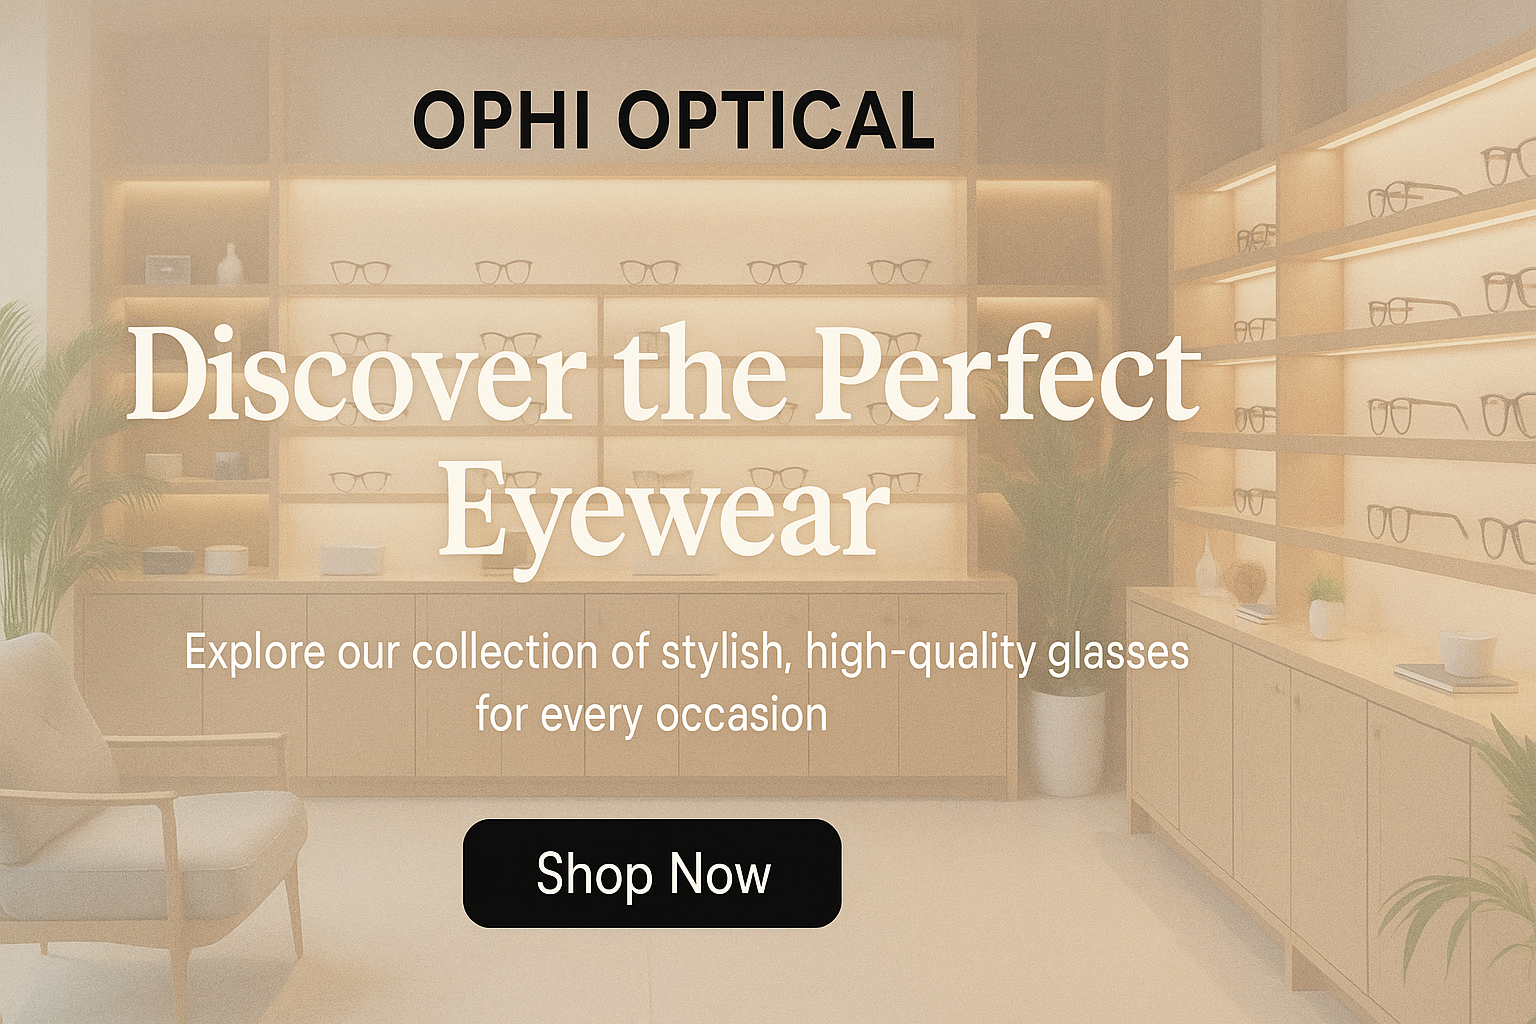 OPHI OPTICAL
Discover the Perfect
Eyewear
Explore our collection of stylish, high-quality glasses
for every occasion
Shop Now